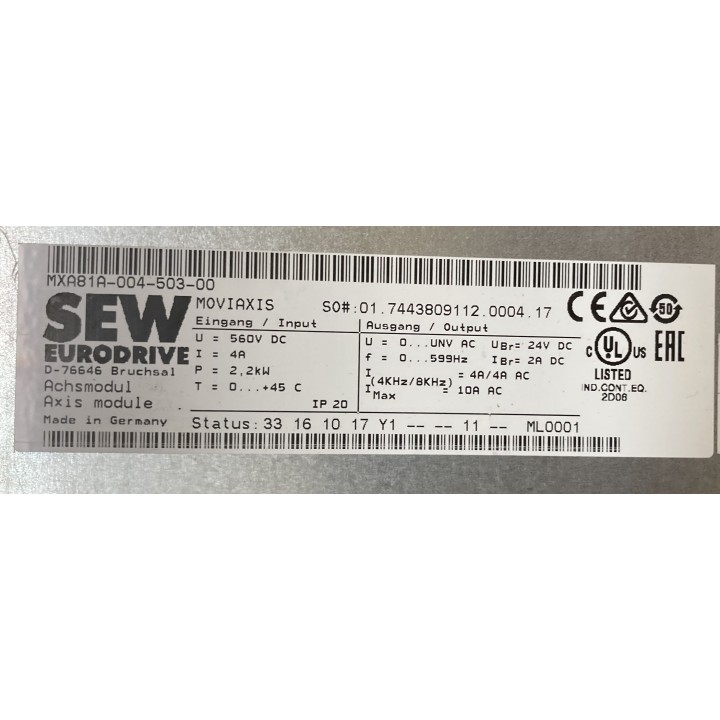 MXA81A-004-503-00
SEW
EURODRIVE
D-76646 Bruchsal
Achsmodul
Axis module
Made in Germany
MOVIAXIS
SO#:01.7443809112.0004.17
Eingang / Input
U = 560V DC
I = 4A
P = 2,2kW
T = 0...+45 C
IP 20
Ausgang / Output
U = 0...UNV AC UBr= 24V DC
f = 0...599Hz IBr= 2A DC
I (4KHz/8KHz) = 4A/4A AC
I Max = 10A AC
Status: 33 16 10 17 Y1 -- -- 11 -- ML0001
CE
50
C UL US
EAC
LISTED
IND.CONT.EQ.
2D06